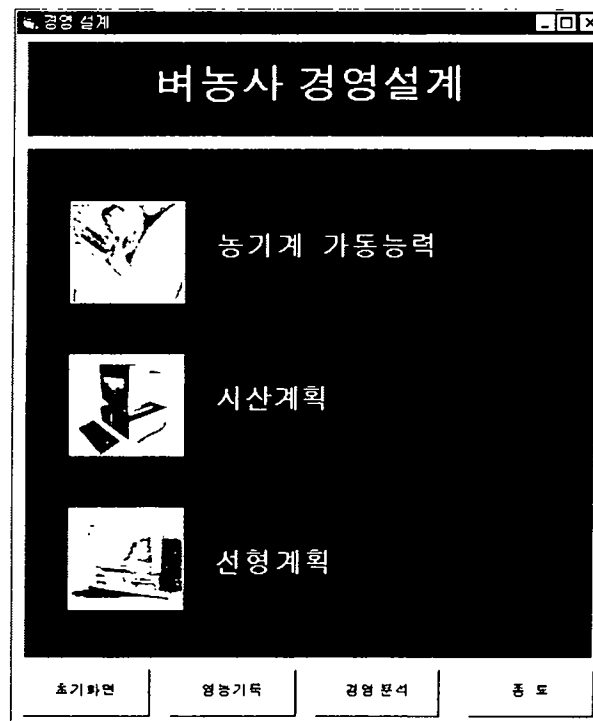 경영 설계
벼농사 경영설계
농기계 가동능력
시산계획
선형계획
초기화면 영농기록 경영분석 종 료